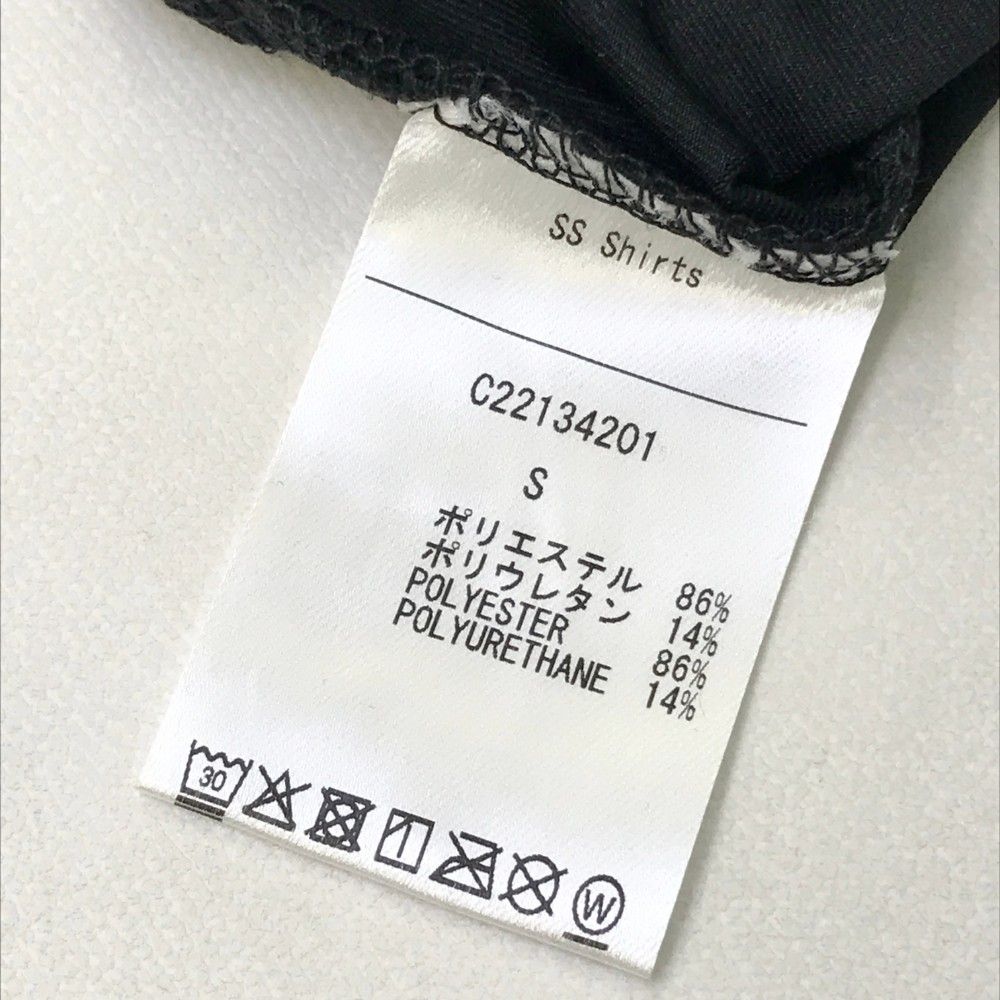 SS Shirts
C22134201
S
ポリエステル 86%
ポリウレタン 14%
POLYESTER 86%
POLYURETHANE 14%
30
W